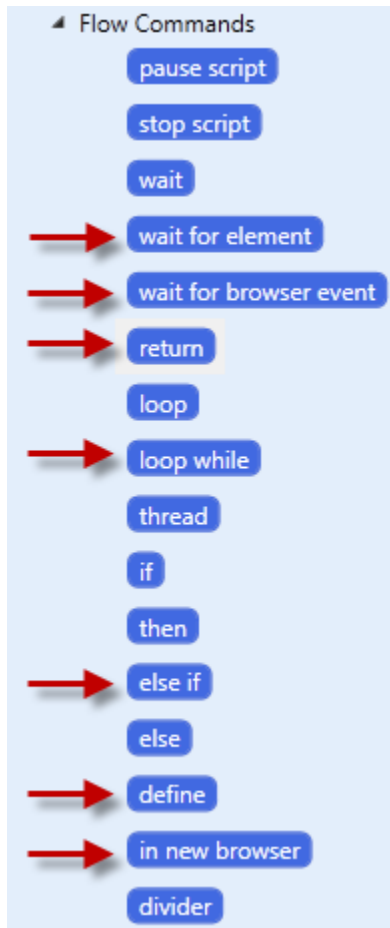 Flow Commands
pause script
stop script
wait
wait for element
wait for browser event
return
loop
loop while
thread
if
then
else if
else
define
in new browser
divider